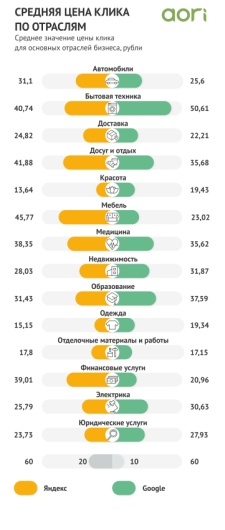 СРЕДНЯЯ ЦЕНА КЛИКА
ПО ОТРАСЛЯМ
aori
Среднее значение цены клика
для основных отраслей бизнеса, рубли
Автомобили
31,1 25,6
Бытовая техника
40,74 50,61
Доставка
24,82 22,21
Досуг и отдых
41,88 35,68
Красота
13,64 19,43
Мебель
45,77 23,02
Медицина
38,35 35,62
Недвижимость
28,03 31,87
Образование
31,43 37,59
Одежда
15,15 19,34
Отделочные материалы и работы
17,8 17,15
Финансовые услуги
39,01 20,96
Электрика
25,79 30,63
Юридические услуги
23,73 27,93
60 20 10 60
Яндекс Google